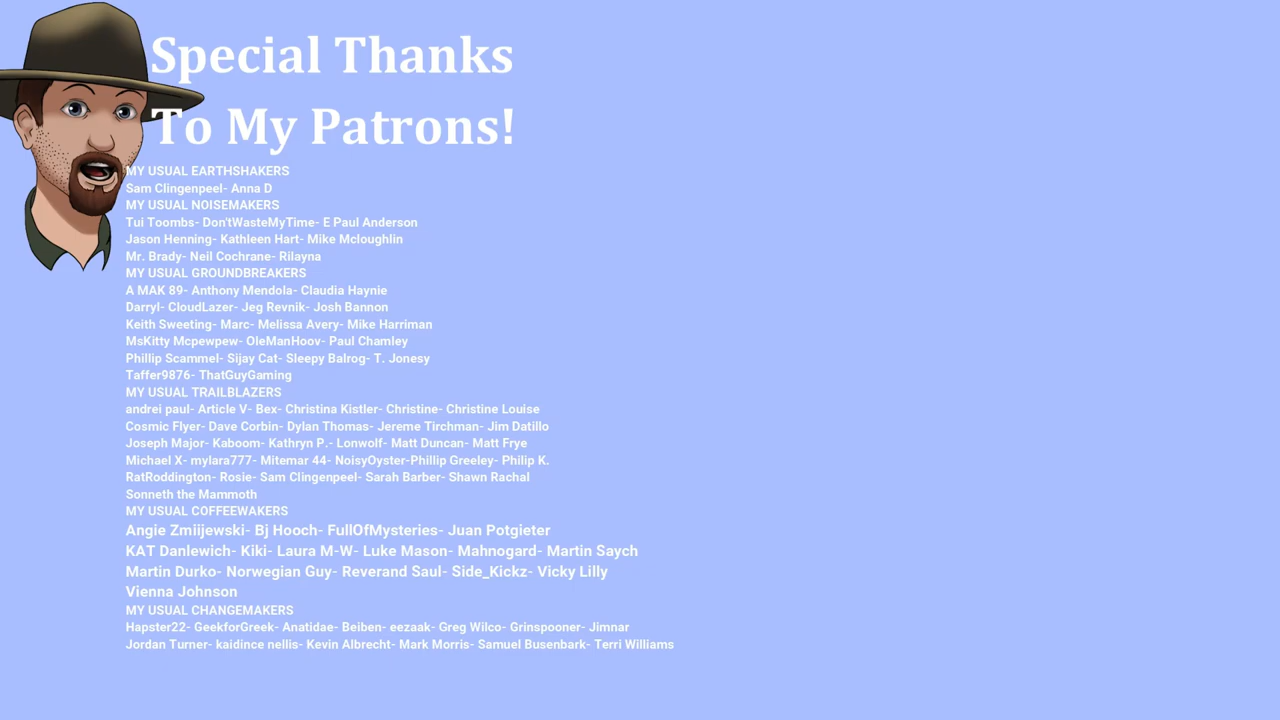 Special Thanks
To My Patrons!
MY USUAL EARTHSHAKERS
Sam Clingenpeel- Anna D
MY USUAL NOISEMAKERS
Tui Toombs- Don'tWasteMyTime- E Paul Anderson
Jason Henning- Kathleen Hart- Mike Mcloughlin
Mr. Brady- Neil Cochrane- Rilayna
MY USUAL GROUNDBREAKERS
A MAK 89- Anthony Mendola- Claudia Haynie
Darryl- CloudLazer- Jeg Revnik- Josh Bannon
Keith Sweeting- Marc- Melissa Avery- Mike Harriman
MsKitty Mcpewpew- OleManHoov- Paul Chamley
Phillip Scammel- Sijay Cat- Sleepy Balrog- T. Jonesy
Taffer9876- ThatGuyGaming
MY USUAL TRAILBLAZERS
andrei paul- Article V- Bex- Christina Kistler- Christine- Christine Louise
Cosmic Flyer- Dave Corbin- Dylan Thomas- Jereme Tirchman- Jim Datillo
Joseph Major- Kaboom- Kathryn P.- Lonwolf- Matt Duncan- Matt Frye
Michael X- mylara777- Mitemar 44- NoisyOyster-Phillip Greeley- Philip K.
RatRoddington- Rosie- Sam Clingenpeel- Sarah Barber- Shawn Rachal
Sonneth the Mammoth
MY USUAL COFFEEWAKERS
Angie Zmiijewski- Bj Hooch- FullOfMysteries- Juan Potgieter
KAT Danlewich- Kiki- Laura M-W- Luke Mason- Mahnogard- Martin Saych
Martin Durko- Norwegian Guy- Reverand Saul- Side_Kickz- Vicky Lilly
Vienna Johnson
MY USUAL CHANGEMAKERS
Hapster22- GeekforGreek- Anatidae- Beiben- eezaak- Greg Wilco- Grinspooner- Jimnar
Jordan Turner- kaidince nellis- Kevin Albrecht- Mark Morris- Samuel Busenbark- Terri Williams